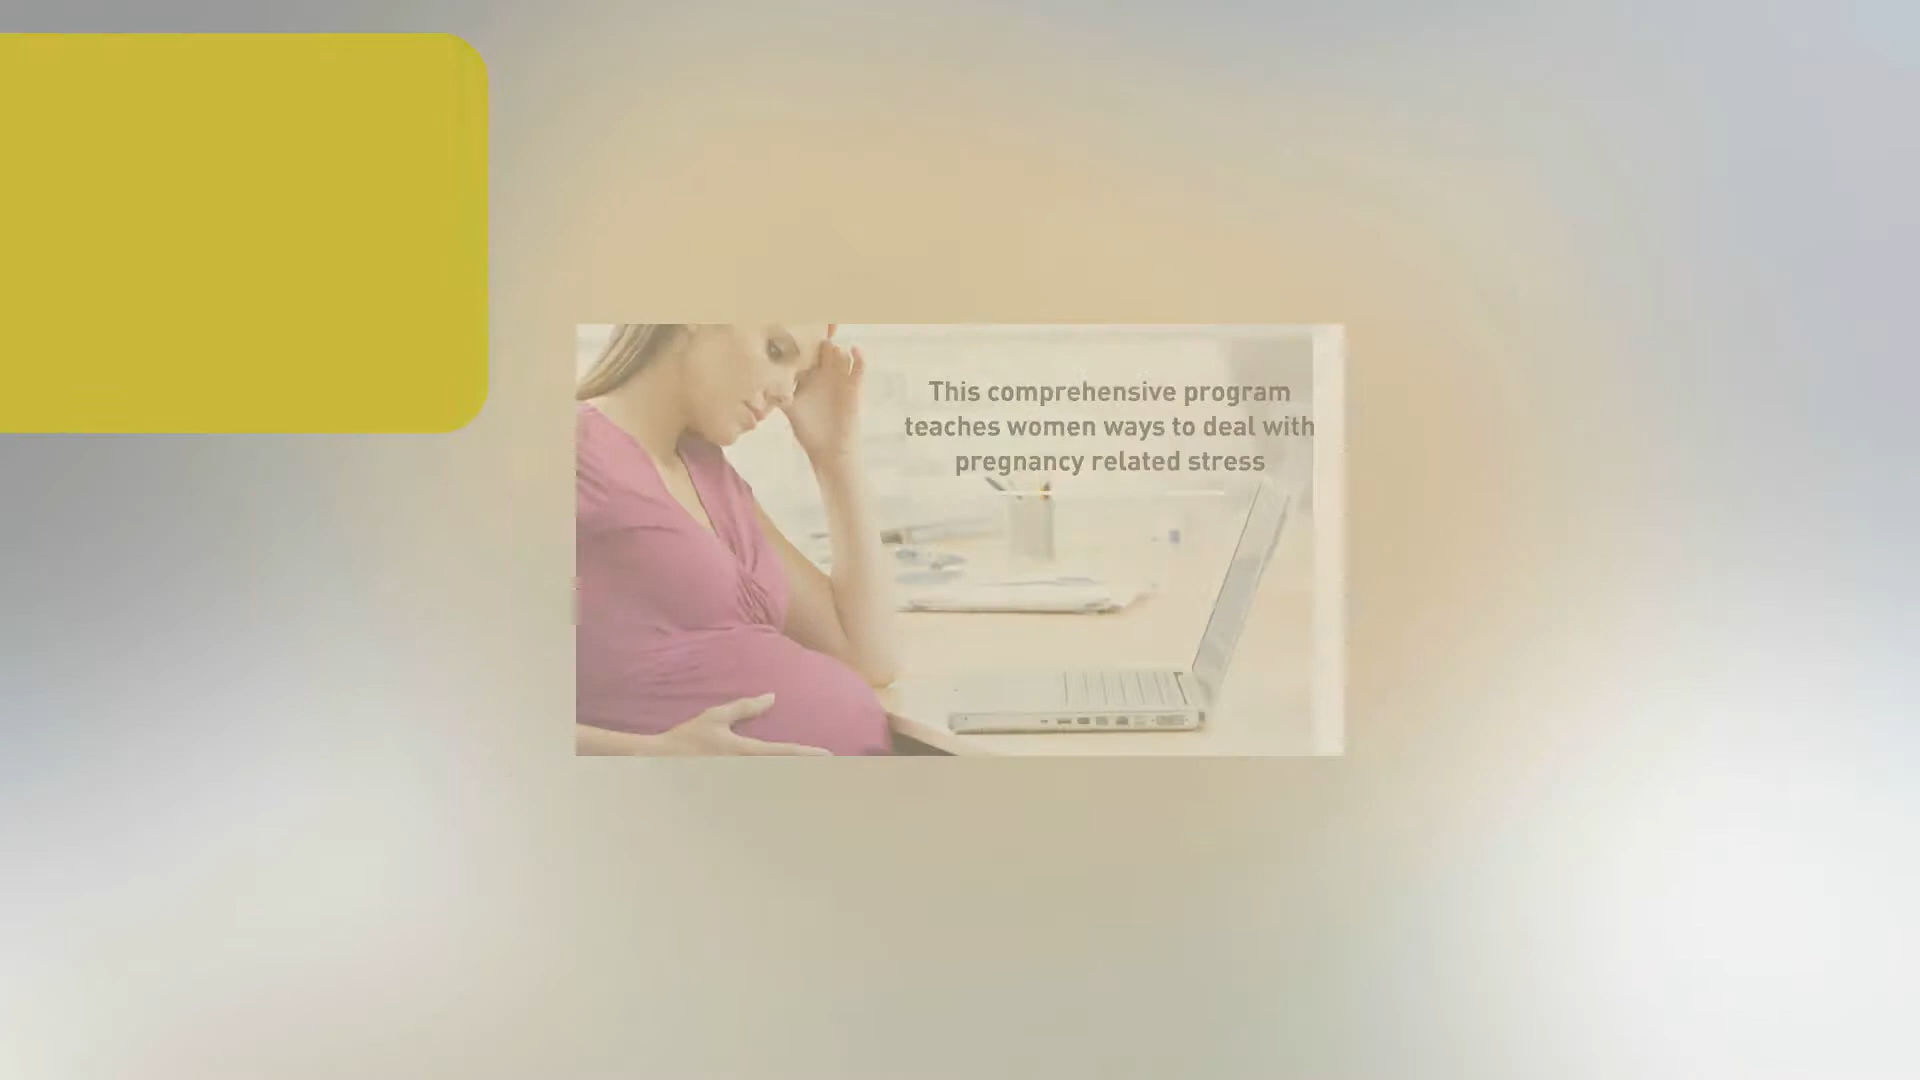 This comprehensive program
teaches women ways to deal with
pregnancy related stress